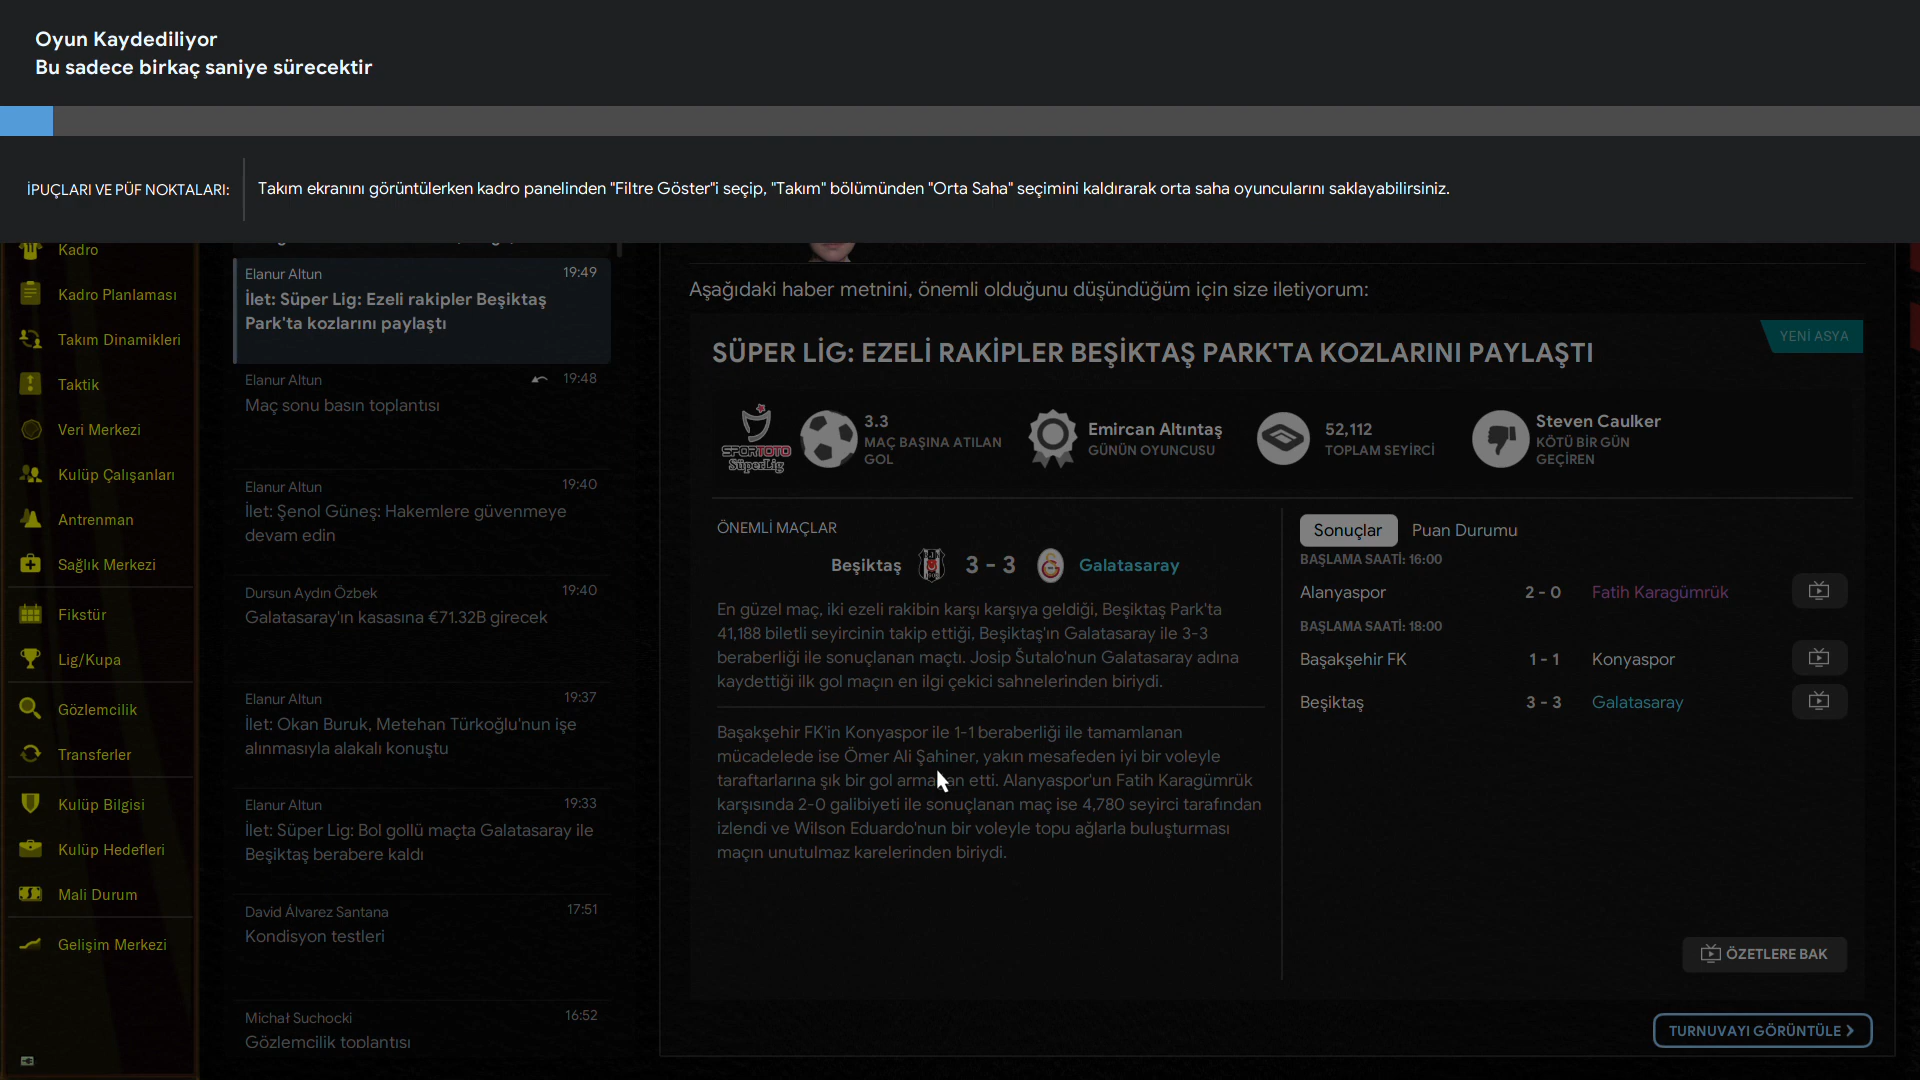 Oyun Kaydediliyor
Bu sadece birkaç saniye sürecektir
İPUÇLARI VE PÜF NOKTALARI:
Takım ekranını görüntülerken kadro panelinden "Filtre Göster"i seçip, "Takım" bölümünden "Orta Saha" seçimini kaldırarak orta saha oyuncularını saklayabilirsiniz.
Kadro
Kadro Planlaması
Takım Dinamikleri
Taktik
Veri Merkezi
Kulüp Çalışanları
Antrenman
Sağlık Merkezi
Fikstür
Lig/Kupa
Gözlemcilik
Transferler
Kulüp Bilgisi
Kulüp Hedefleri
Mali Durum
Gelişim Merkezi
Elanur Altun 19:49
İlet: Süper Lig: Ezeli rakipler Beşiktaş
Park'ta kozlarını paylaştı
Elanur Altun 19:48
Maç sonu basın toplantısı
Elanur Altun 19:40
İlet: Şenol Güneş: Hakemlere güvenmeye
devam edin
Dursun Aydın Özbek 19:40
Galatasaray'ın kasasına €71.32B girecek
Elanur Altun 19:37
İlet: Okan Buruk, Metehan Türkoğlu'nun işe
alınmasıyla alakalı konuştu
Elanur Altun 19:33
İlet: Süper Lig: Bol gollü maçta Galatasaray ile
Beşiktaş berabere kaldı
David Álvarez Santana 17:51
Kondisyon testleri
Michał Suchocki 16:52
Gözlemcilik toplantısı
Aşağıdaki haber metnini, önemli olduğunu düşündüğüm için size iletiyorum:
YENİ ASYA
SÜPER LİG: EZELİ RAKİPLER BEŞİKTAŞ PARK'TA KOZLARINI PAYLAŞTI
SPORTOTO
SüperLig
3.3
MAÇ BAŞINA ATILAN
GOL
Emircan Altıntaş
GÜNÜN OYUNCUSU
52,112
TOPLAM SEYİRCİ
Steven Caulker
KÖTÜ BİR GÜN
GEÇİREN
ÖNEMLİ MAÇLAR
Beşiktaş 3 - 3 Galatasaray
En güzel maç, iki ezeli rakibin karşı karşıya geldiği, Beşiktaş Park'ta
41,188 biletli seyircinin takip ettiği, Beşiktaş'ın Galatasaray ile 3-3
beraberliği ile sonuçlanan maçtı. Josip Šutalo'nun Galatasaray adına
kaydettiği ilk gol maçın en ilgi çekici sahnelerinden biriydi.
Başakşehir FK'in Konyaspor ile 1-1 beraberliği ile tamamlanan
mücadelede ise Ömer Ali Şahiner, yakın mesafeden iyi bir voleyle
taraftarlarına şık bir gol armağan etti. Alanyaspor'un Fatih Karagümrük
karşısında 2-0 galibiyeti ile sonuçlanan maç ise 4,780 seyirci tarafından
izlendi ve Wilson Eduardo'nun bir voleyle topu ağlarla buluşturması
maçın unutulmaz karelerinden biriydi.
Sonuçlar Puan Durumu
BAŞLAMA SAATİ: 16:00
Alanyaspor 2 - 0 Fatih Karagümrük
BAŞLAMA SAATİ: 18:00
Başakşehir FK 1 - 1 Konyaspor
Beşiktaş 3 - 3 Galatasaray
ÖZETLERE BAK
TURNUVAYI GÖRÜNTÜLE